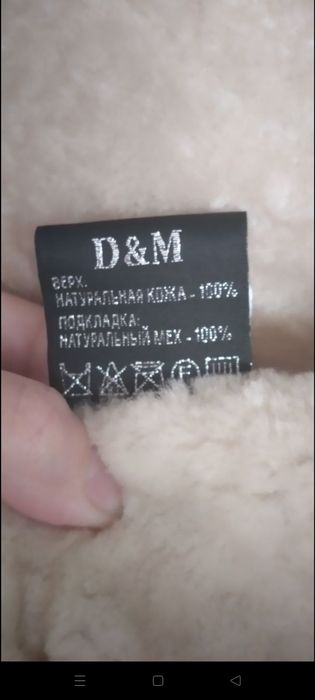 D&M
ВЕРХ:
НАТУРАЛЬНАЯ КОЖА - 100%
ПОДКЛАДКА:
НАТУРАЛЬНЫЙ МЕХ - 100%
F